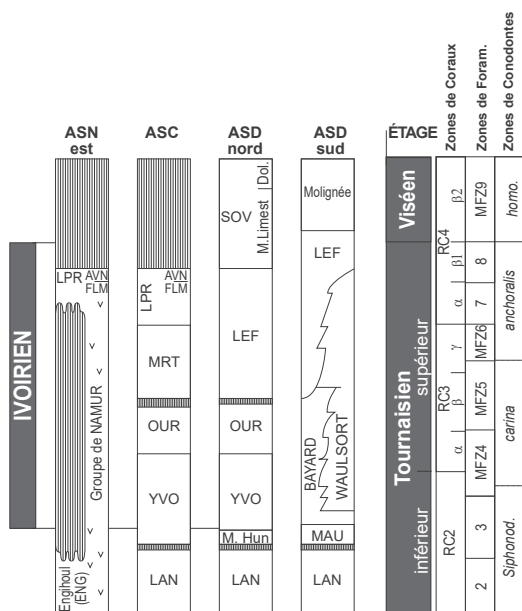 Zones de Coraux
Zones de Foram.
Zones de Conodontes
ASN
est
ASC
ASD
nord
ASD
sud
ÉTAGE
IVOIRIEN
LPR
AVN
FLM
Groupe de NAMUR
Engihoul
(ENG)
LPR
AVN
FLM
MRT
OUR
YVO
LAN
SOV
M.Limest
Dol.
LEF
OUR
YVO
M. Hun
LAN
Molignée
LEF
BAYARD
WAULSORT
MAU
LAN
Viséen
Tournaisien
supérieur
inférieur
RC4
β2
β1
α
RC3
γ
β
α
RC2
MFZ9
8
7
MFZ6
MFZ5
MFZ4
3
2
homo.
anchoralis
carina
Siphonod.